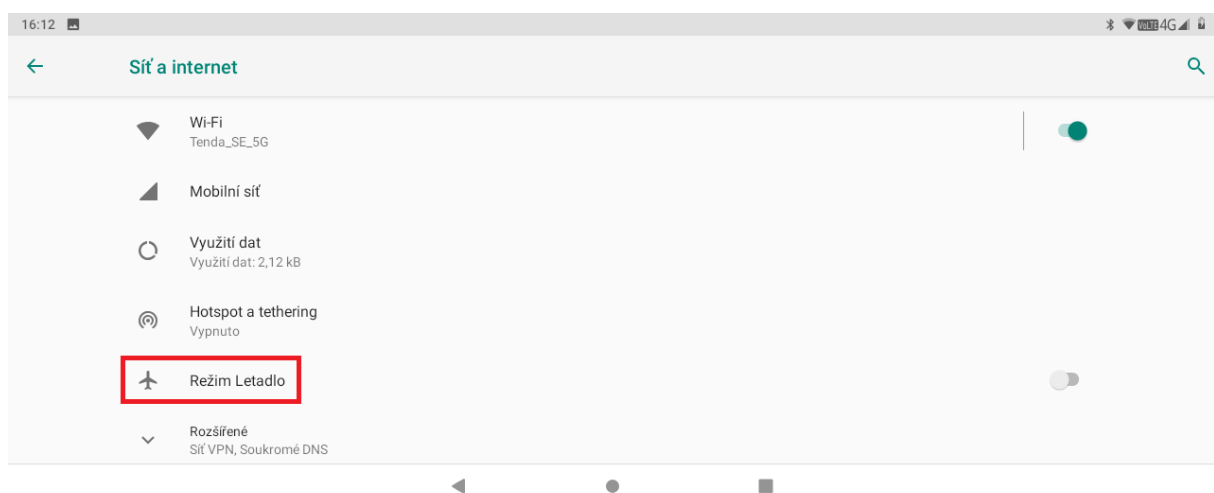 16:12
VoLTE 4G
Síť a internet
Wi-Fi
Tenda_SE_5G
Mobilní síť
Využití dat
Využití dat: 2,12 kB
Hotspot a tethering
Vypnuto
Režim Letadlo
Rozšířené
Síť VPN, Soukromé DNS